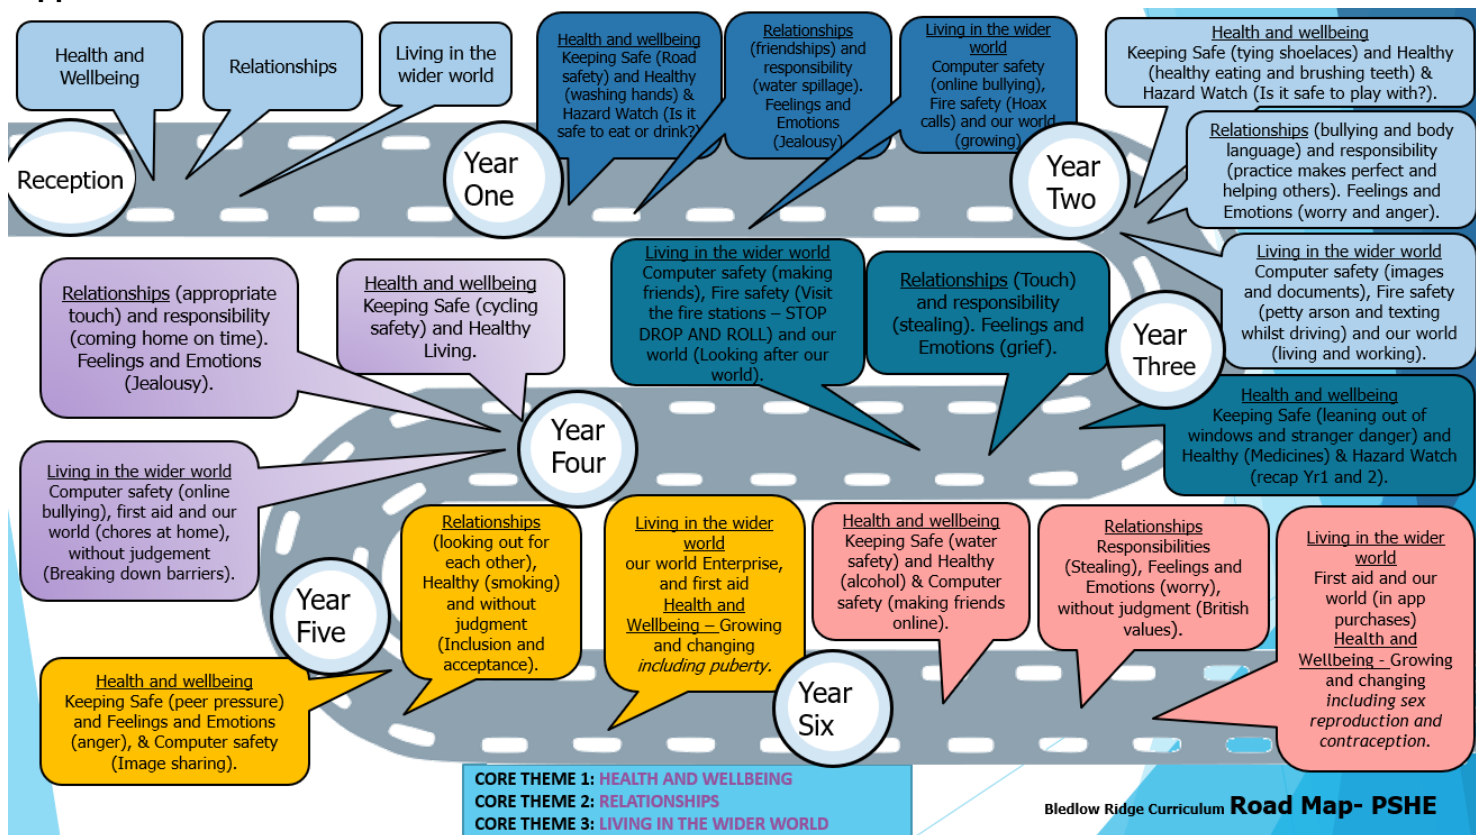 Health and
Wellbeing
Relationships
Living in the
wider world
Health and wellbeing
Keeping Safe (Road
safety) and Healthy
(washing hands) &
Hazard Watch (Is it
safe to eat or drink?)
Relationships
(friendships) and
responsibility
(water spillage).
Feelings and
Emotions
(Jealousy)
Living in the wider
world
Computer safety
(online bullying),
Fire safety (Hoax
calls) and our world
(growing)
Health and wellbeing
Keeping Safe (tying shoelaces) and Healthy
(healthy eating and brushing teeth) &
Hazard Watch (Is it safe to play with?).
Reception
Year
One
Year
Two
Relationships (bullying and body
language) and responsibility
(practice makes perfect and
helping others). Feelings and
Emotions (worry and anger).
Living in the wider world
Computer safety (images
and documents), Fire safety
(petty arson and texting
whilst driving) and our world
(living and working).
Relationships (appropriate
touch) and responsibility
(coming home on time).
Feelings and Emotions
(Jealousy).
Health and wellbeing
Keeping Safe (cycling
safety) and Healthy
Living.
Living in the wider world
Computer safety (making
friends), Fire safety (Visit
the fire stations – STOP
DROP AND ROLL) and our
world (Looking after our
world).
Relationships (Touch)
and responsibility
(stealing). Feelings and
Emotions (grief).
Year
Three
Health and wellbeing
Keeping Safe (leaning out of
windows and stranger danger) and
Healthy (Medicines) & Hazard Watch
(recap Yr1 and 2).
Year
Four
Living in the wider world
Computer safety (online
bullying), first aid and our
world (chores at home),
without judgement
(Breaking down barriers).
Year
Five
Relationships
(looking out for
each other),
Healthy (smoking)
and without
judgment
(Inclusion and
acceptance).
Living in the wider
world
our world Enterprise,
and first aid
Health and
Wellbeing – Growing
and changing
including puberty.
Health and wellbeing
Keeping Safe (water
safety) and Healthy
(alcohol) & Computer
safety (making friends
online).
Relationships
Responsibilities
(Stealing), Feelings and
Emotions (worry),
without judgment (British
values).
Living in the wider
world
First aid and our
world (in app
purchases)
Health and
Wellbeing - Growing
and changing
including sex
reproduction and
contraception.
Health and wellbeing
Keeping Safe (peer pressure)
and Feelings and Emotions
(anger), & Computer safety
(Image sharing).
Year
Six
CORE THEME 1: HEALTH AND WELLBEING
CORE THEME 2: RELATIONSHIPS
CORE THEME 3: LIVING IN THE WIDER WORLD
Bledlow Ridge Curriculum Road Map- PSHE